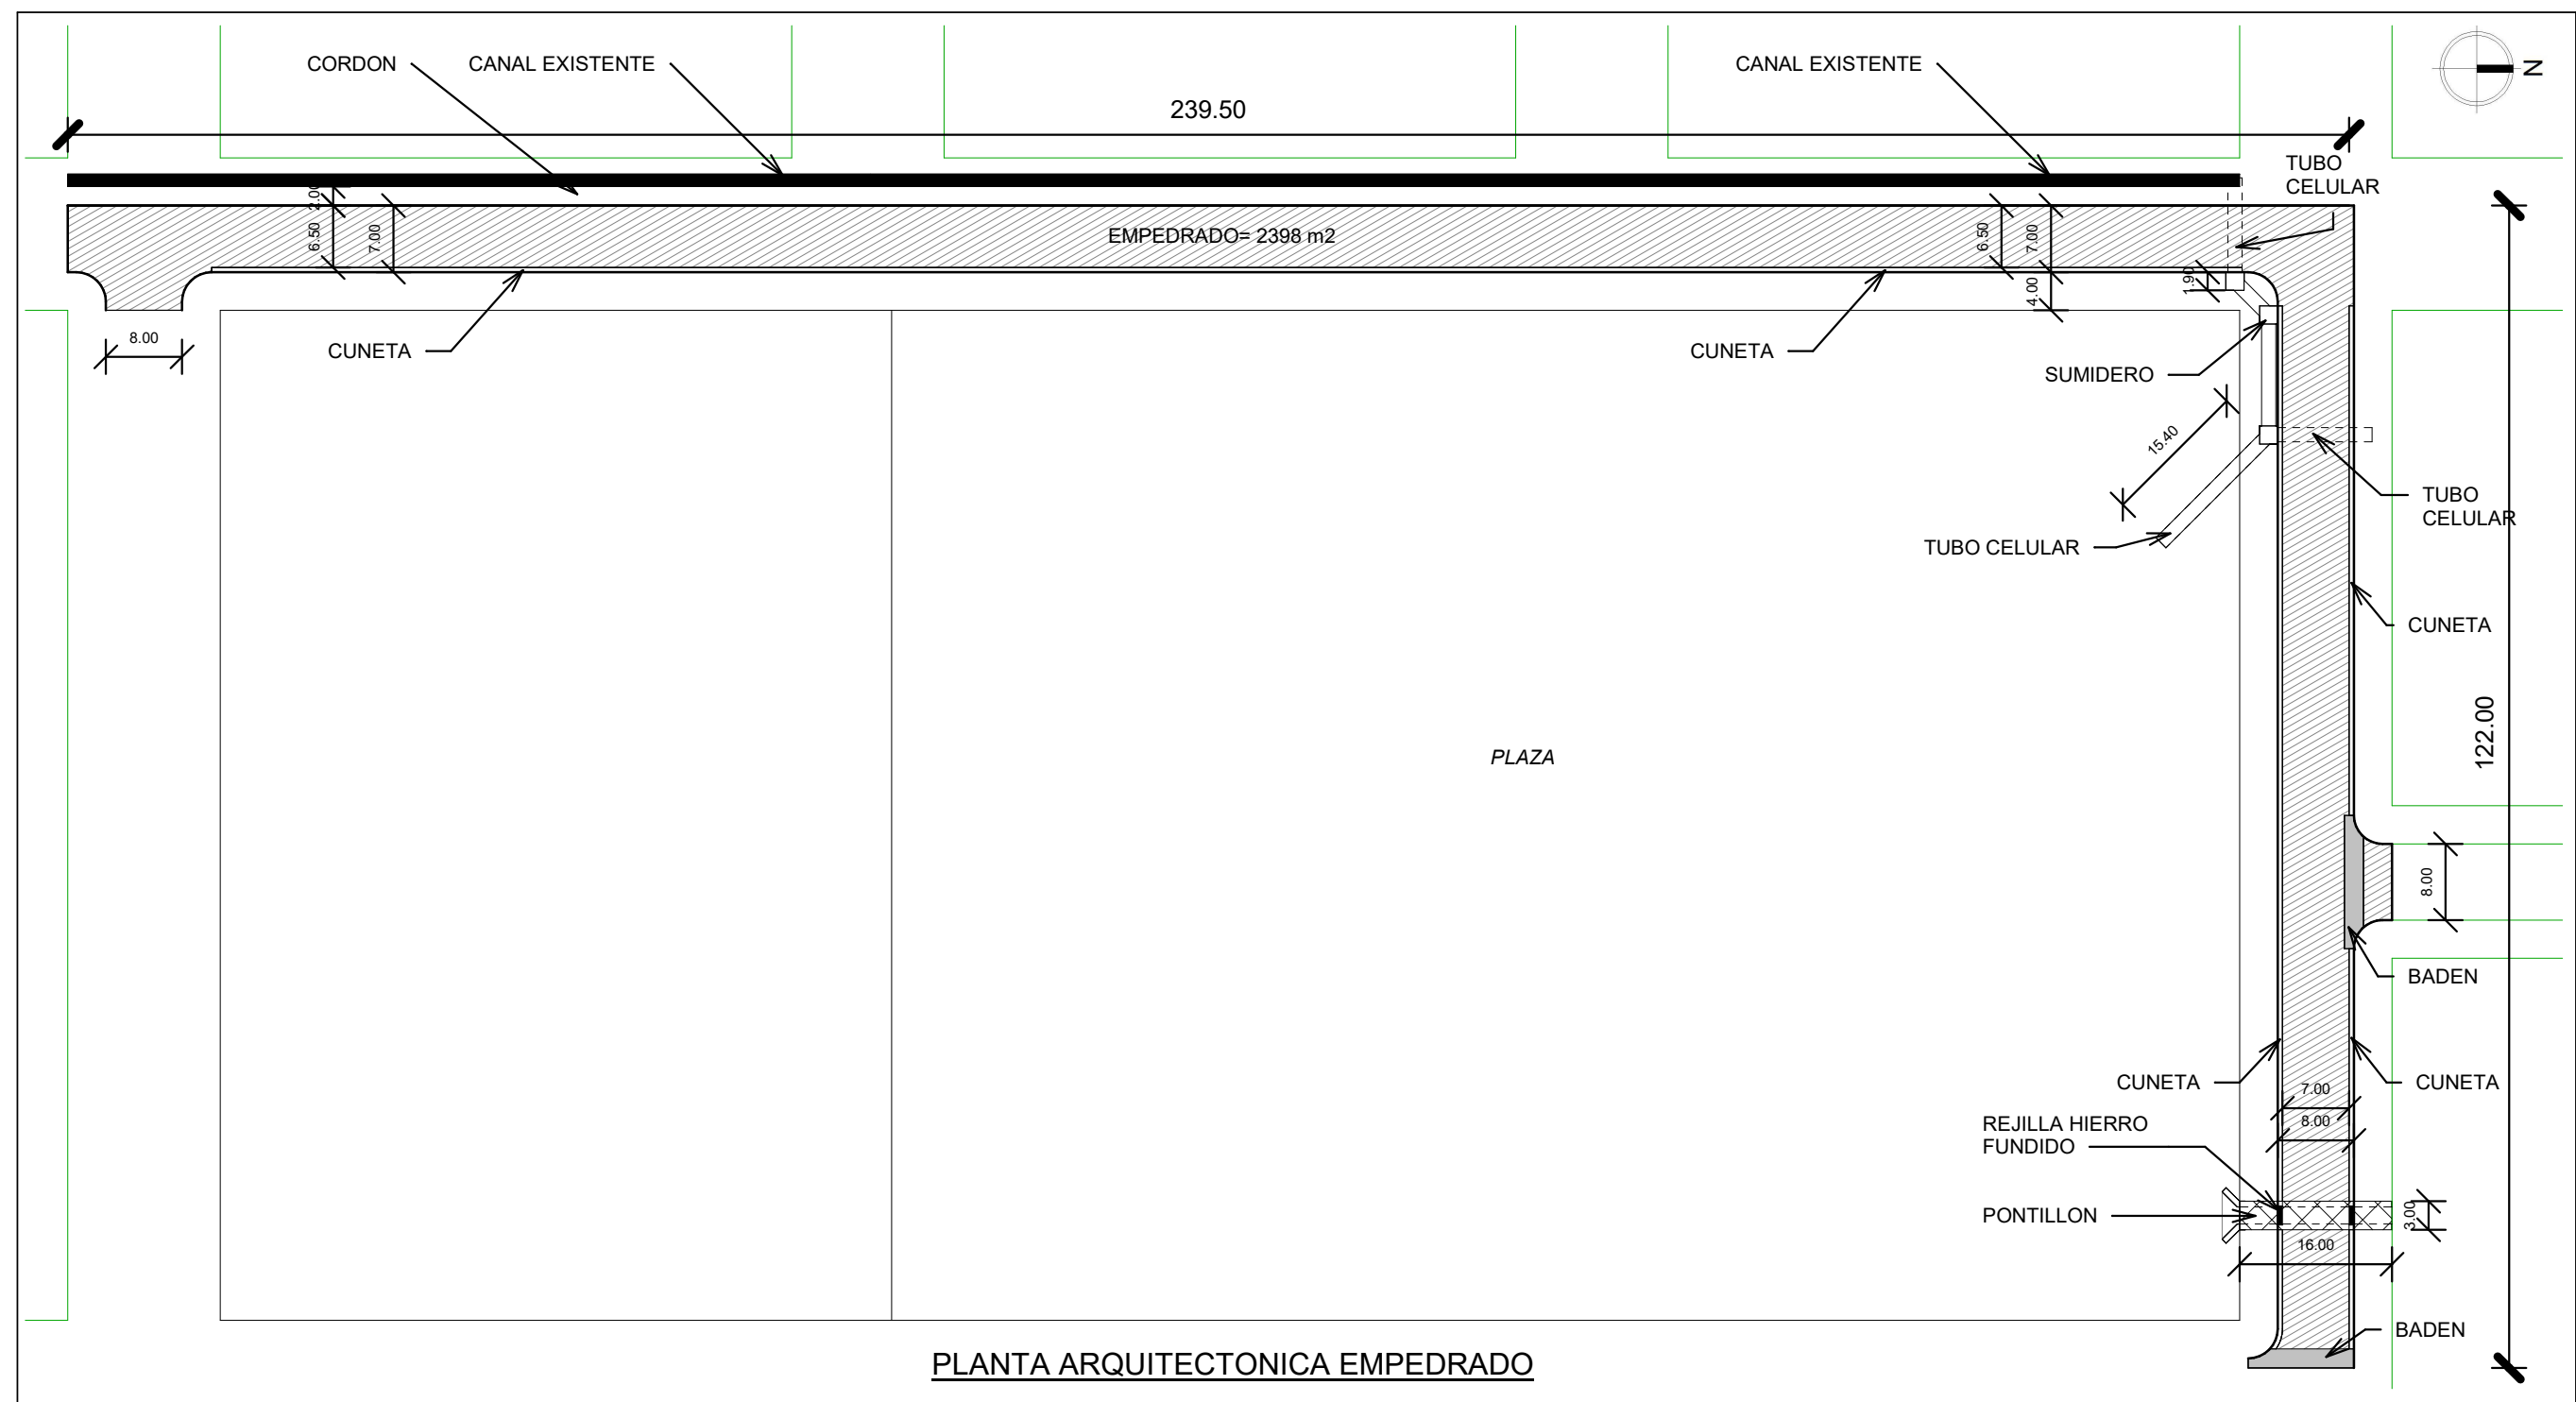 CORDON
CANAL EXISTENTE
CANAL EXISTENTE
N
239.50
TUBO
CELULAR
2.00
6.50
7.00
EMPEDRADO= 2398 m2
6.50
7.00
4.00
1.90
8.00
CUNETA
CUNETA
SUMIDERO
15.40
TUBO
CELULAR
TUBO CELULAR
CUNETA
122.00
PLAZA
8.00
BADEN
CUNETA
CUNETA
7.00
8.00
REJILLA HIERRO
FUNDIDO
PONTILLON
3.00
16.00
BADEN
PLANTA ARQUITECTONICA EMPEDRADO